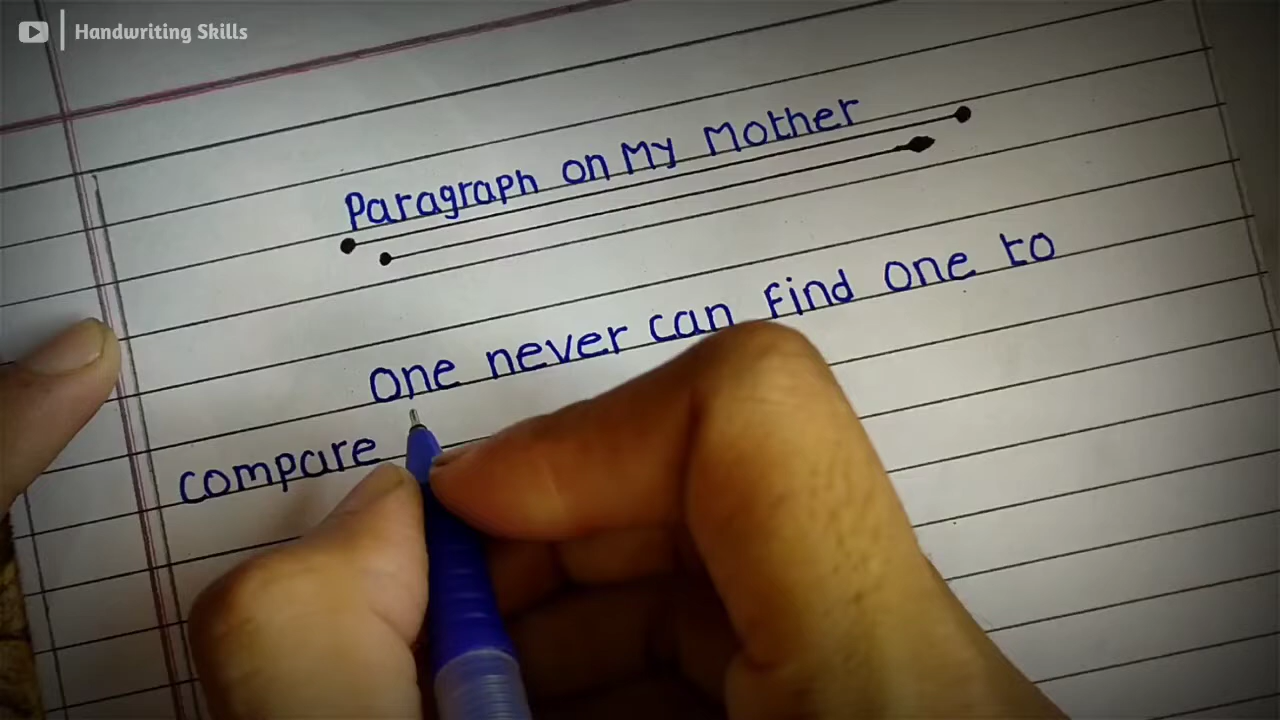 Handwriting Skills
Paragraph on My Mother
One never can find one to
compare